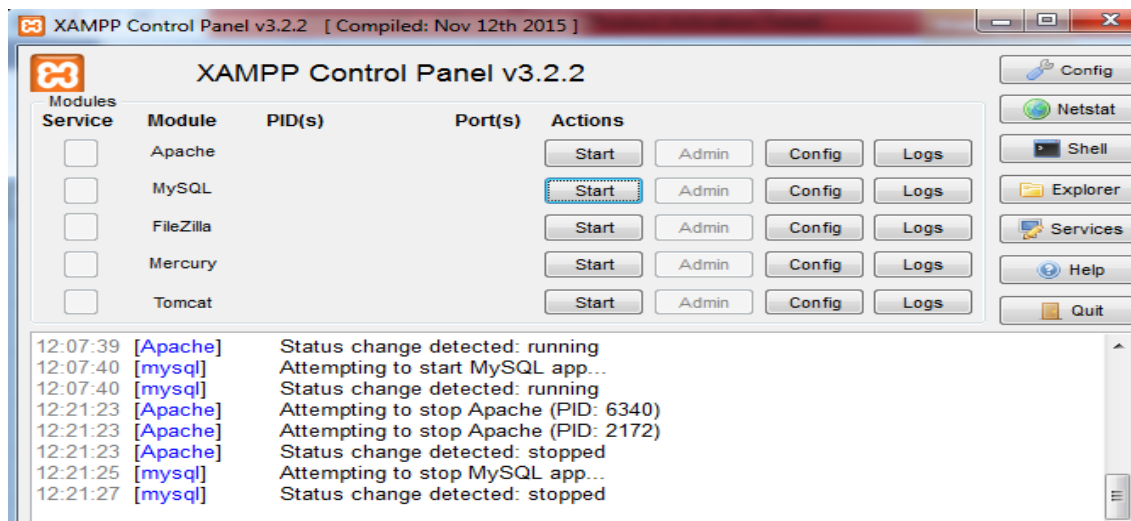 XAMPP Control Panel v3.2.2 [ Compiled: Nov 12th 2015 ]
XAMPP Control Panel v3.2.2
Config
Modules
Service Module PID(s) Port(s) Actions
Netstat
Apache Start Admin Config Logs
Shell
MySQL Start Admin Config Logs
Explorer
FileZilla Start Admin Config Logs
Services
Mercury Start Admin Config Logs
Help
Tomcat Start Admin Config Logs
Quit
12:07:39 [Apache] Status change detected: running
12:07:40 [mysql] Attempting to start MySQL app...
12:07:40 [mysql] Status change detected: running
12:21:23 [Apache] Attempting to stop Apache (PID: 6340)
12:21:23 [Apache] Attempting to stop Apache (PID: 2172)
12:21:23 [Apache] Status change detected: stopped
12:21:25 [mysql] Attempting to stop MySQL app...
12:21:27 [mysql] Status change detected: stopped